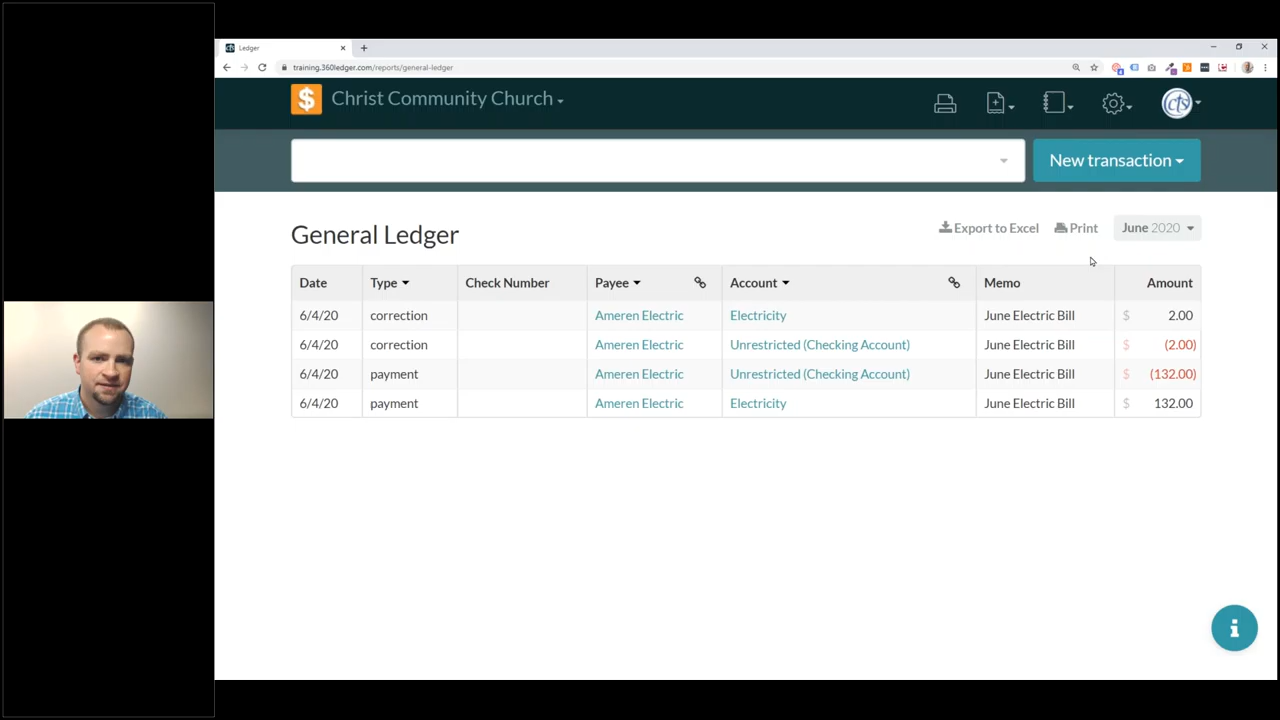 cts Ledger
training.360ledger.com/reports/general-ledger
$ Christ Community Church
cts
New transaction
General Ledger
Export to Excel Print June 2020
Date Type Check Number Payee Account Memo Amount
6/4/20 correction Ameren Electric Electricity June Electric Bill $ 2.00
6/4/20 correction Ameren Electric Unrestricted (Checking Account) June Electric Bill $ (2.00)
6/4/20 payment Ameren Electric Unrestricted (Checking Account) June Electric Bill $ (132.00)
6/4/20 payment Ameren Electric Electricity June Electric Bill $ 132.00
i